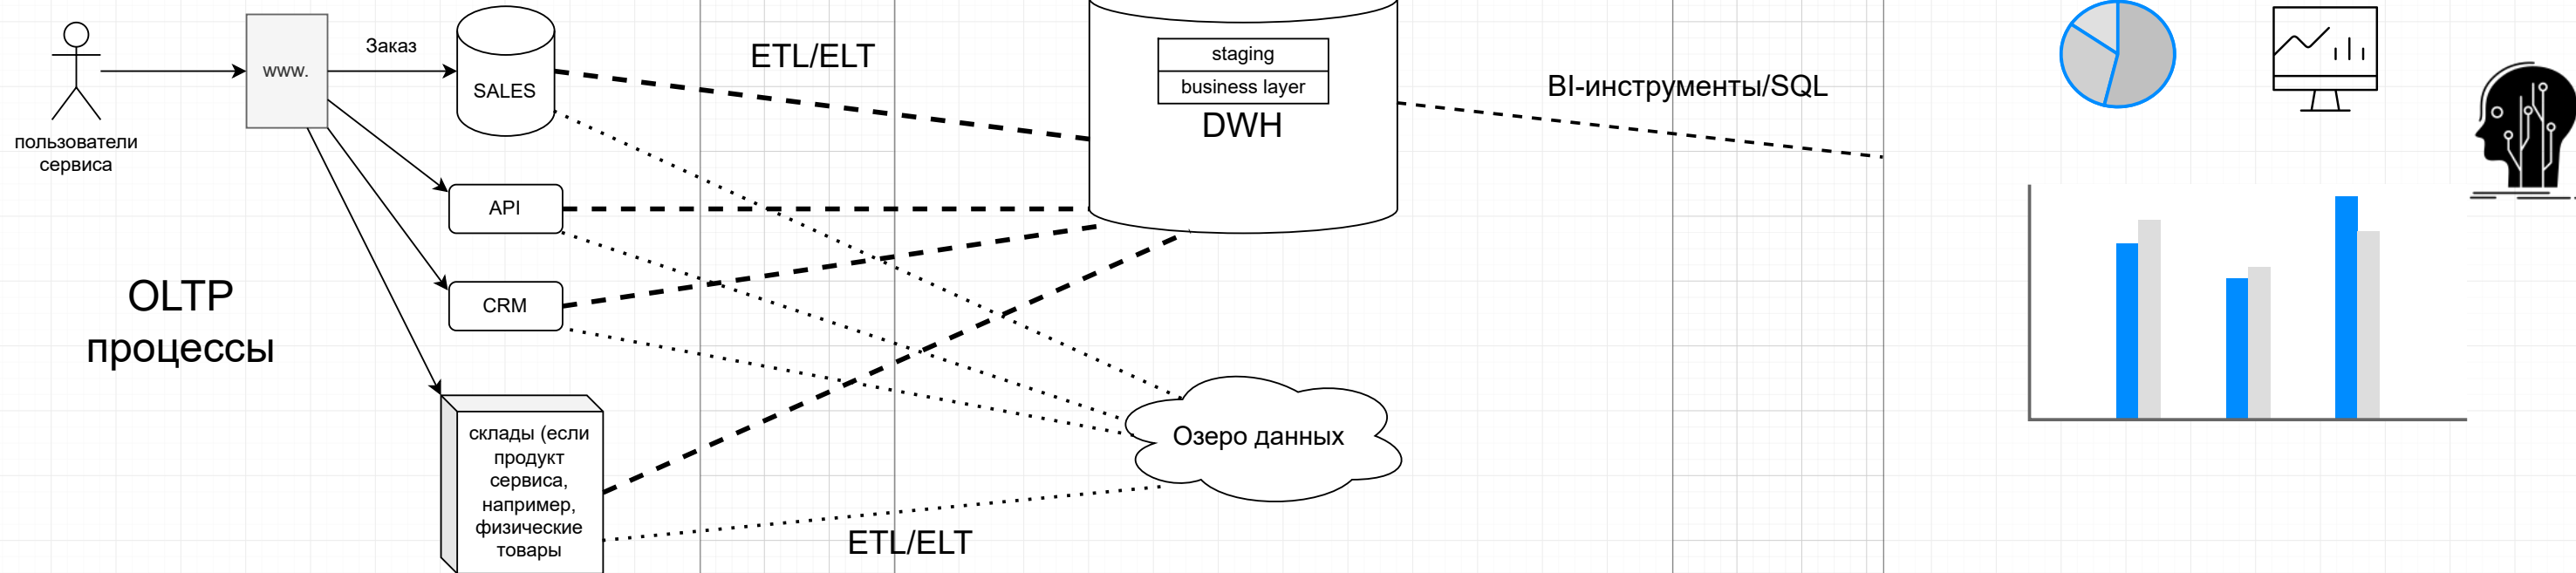 пользователи
сервиса
www.
Заказ
SALES
API
CRM
склады (если
продукт
сервиса,
например,
физические
товары
OLTP
процессы
ETL/ELT
staging
business layer
DWH
Озеро данных
ETL/ELT
BI-инструменты/SQL